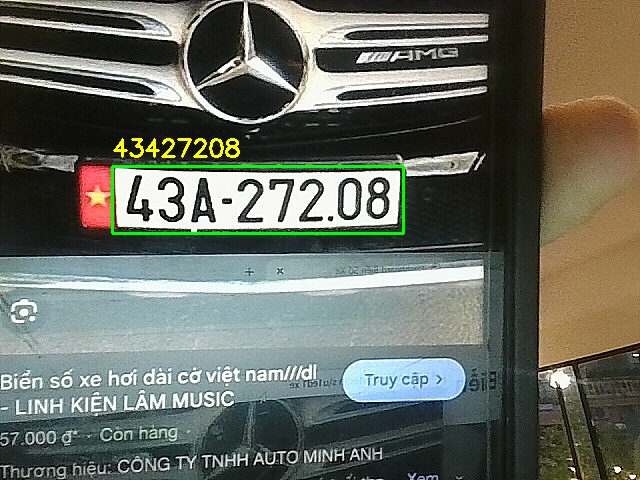 AMG
43427208
43A-272.08
Biển số xe hơi dài cờ việt nam///dl
- LINH KIỆN LÂM MUSIC
Truy cập >
57.000 ₫* · Còn hàng
Thương hiệu: CÔNG TY TNHH AUTO MINH ANH
Xem